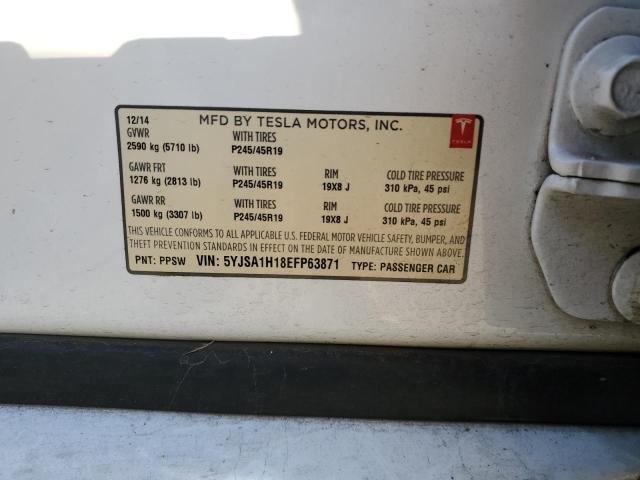 12/14 MFD BY TESLA MOTORS, INC.
GVWR WITH TIRES
2590 kg (5710 lb) P245/45R19
TESLA
GAWR FRT WITH TIRES RIM COLD TIRE PRESSURE
1276 kg (2813 lb) P245/45R19 19X8 J 310 kPa, 45 psi
GAWR RR WITH TIRES RIM COLD TIRE PRESSURE
1500 kg (3307 lb) P245/45R19 19X8 J 310 kPa, 45 psi
THIS VEHICLE CONFORMS TO ALL APPLICABLE U.S. FEDERAL MOTOR VEHICLE SAFETY, BUMPER, AND
THEFT PREVENTION STANDARDS IN EFFECT ON THE DATE OF MANUFACTURE SHOWN ABOVE.
PNT: PPSW VIN: 5YJSA1H18EFP63871 TYPE: PASSENGER CAR